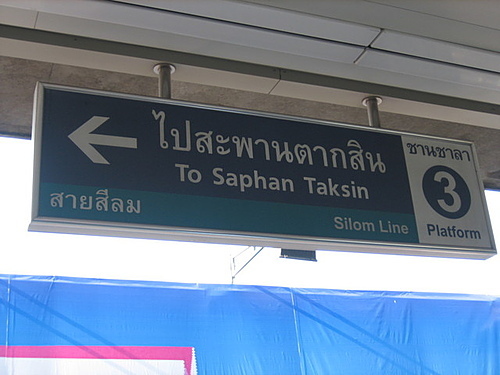 ไปสะพานตากสิน
To Saphan Taksin
สายสีลม
Silom Line
ชานชาลา
3
Platform